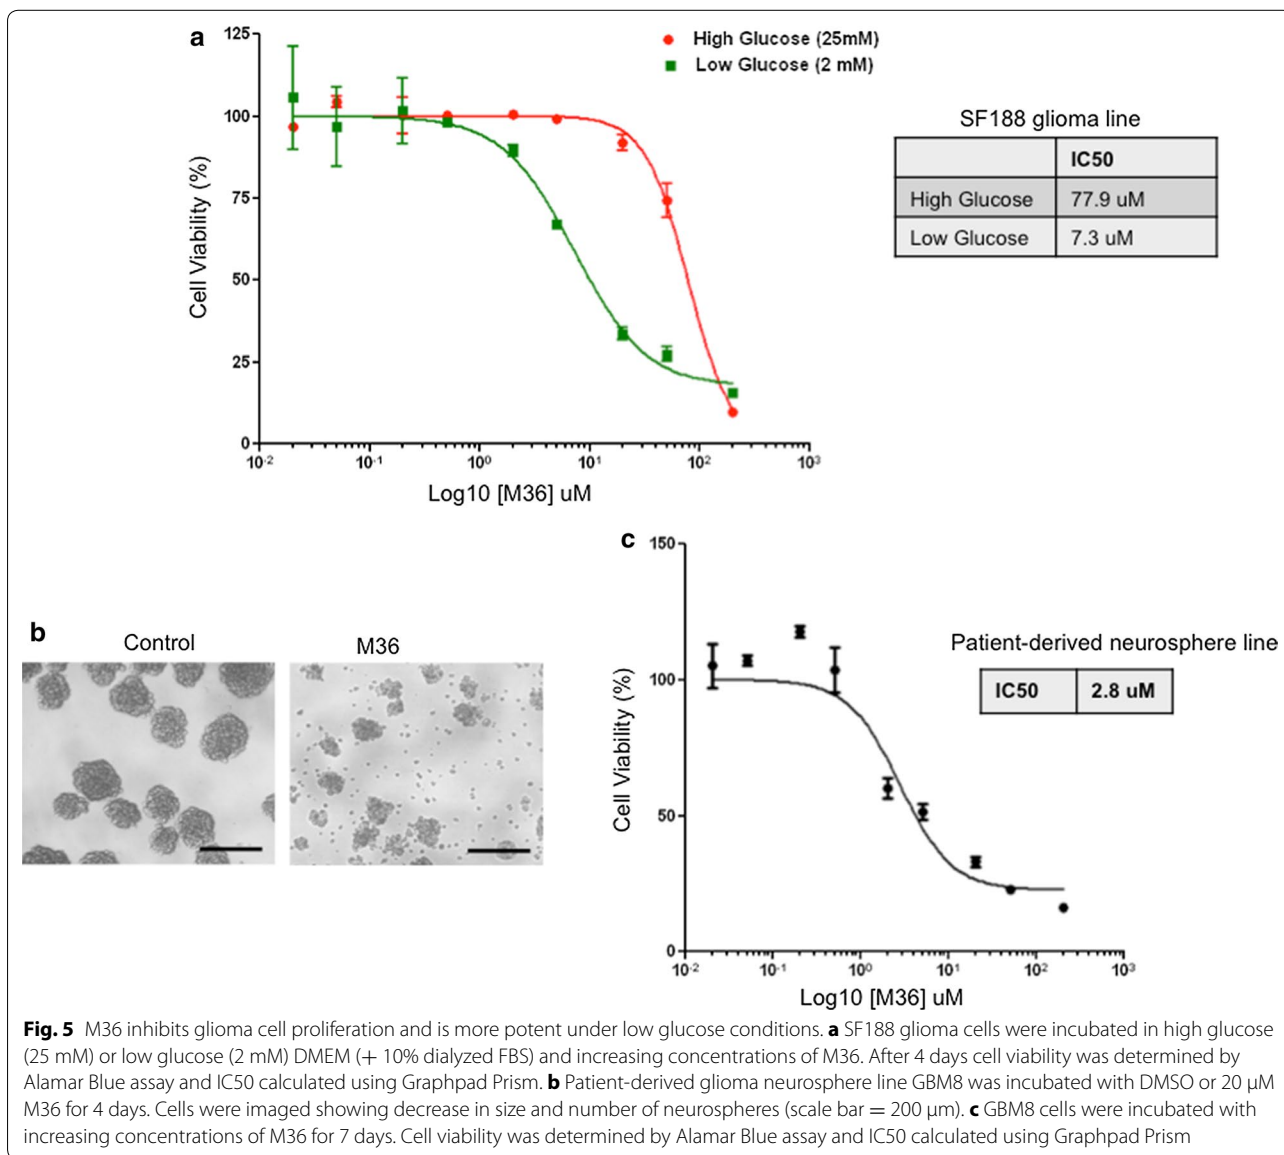 a
125
100
75
50
25
0
Cell Viability (%)
10-2 10-1 100 101 102 103
Log10 [M36] uM
High Glucose (25mM)
Low Glucose (2 mM)
SF188 glioma line
IC50
High Glucose 77.9 uM
Low Glucose 7.3 uM
b
Control M36
c
150
100
50
0
Cell Viability (%)
10-2 10-1 100 101 102 103
Log10 [M36] uM
Patient-derived neurosphere line
IC50 2.8 uM
Fig. 5 M36 inhibits glioma cell proliferation and is more potent under low glucose conditions. a SF188 glioma cells were incubated in high glucose
(25 mM) or low glucose (2 mM) DMEM (+ 10% dialyzed FBS) and increasing concentrations of M36. After 4 days cell viability was determined by
Alamar Blue assay and IC50 calculated using Graphpad Prism. b Patient-derived glioma neurosphere line GBM8 was incubated with DMSO or 20 μM
M36 for 4 days. Cells were imaged showing decrease in size and number of neurospheres (scale bar = 200 μm). c GBM8 cells were incubated with
increasing concentrations of M36 for 7 days. Cell viability was determined by Alamar Blue assay and IC50 calculated using Graphpad Prism